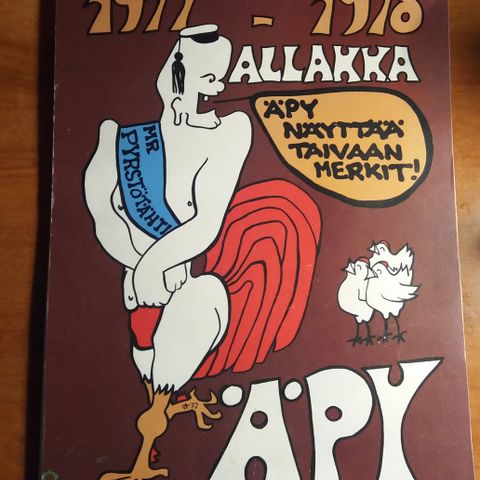 1977 - 1978
ALLAKKA
ÄPY
NÄYTTÄÄ
TAIVAAN
MERKIT!
MR
PYRSTÖTÄHTI
ÄPY